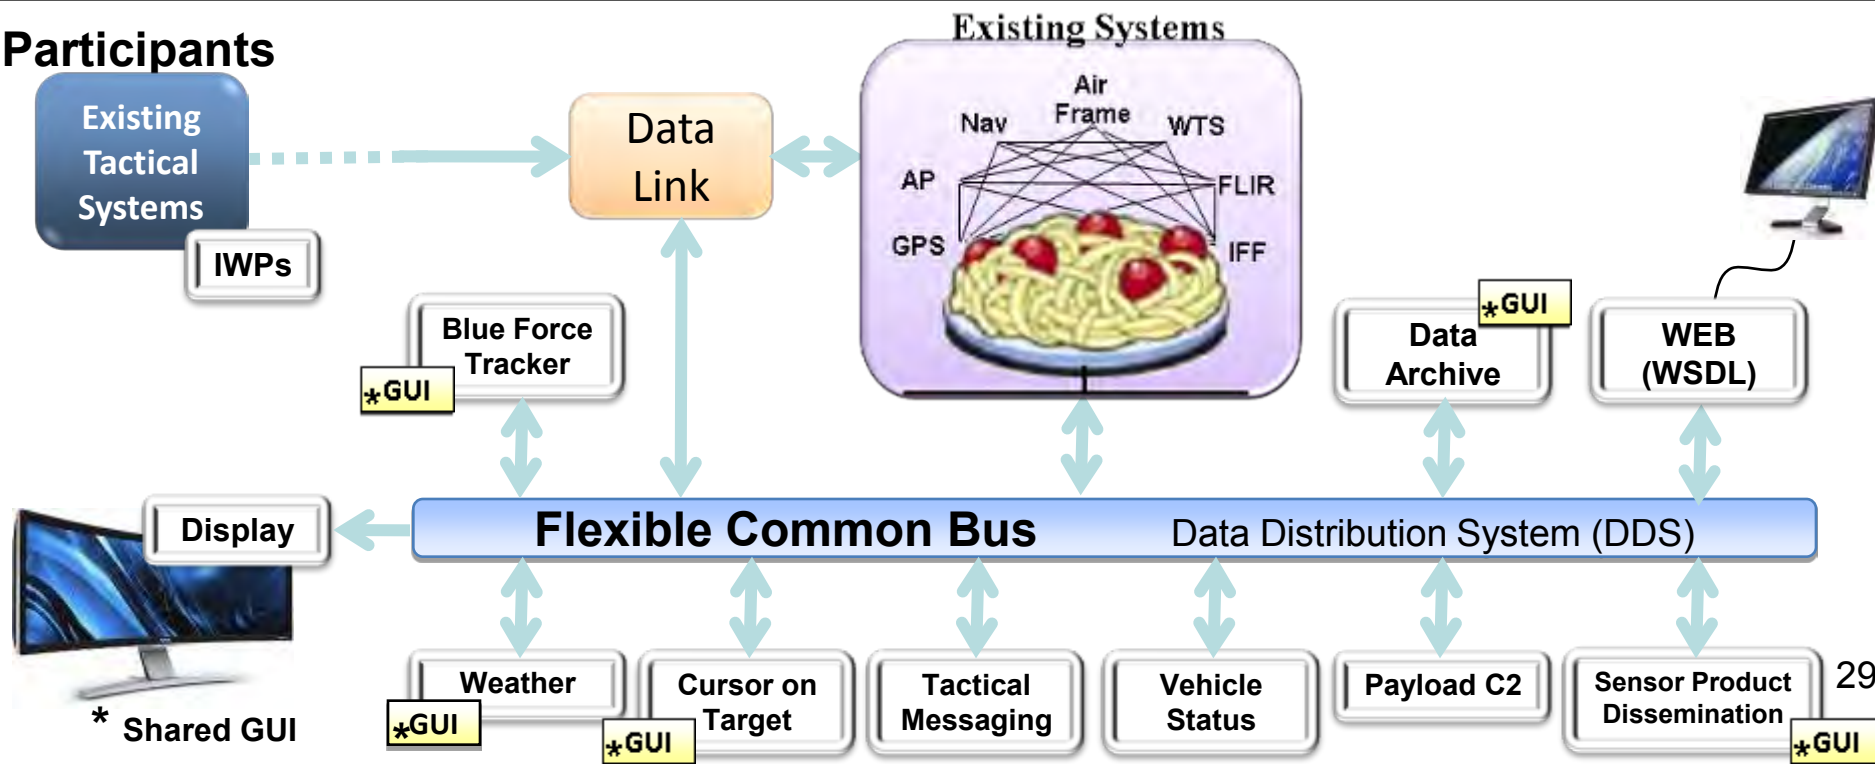 Participants
Existing Systems
Existing
Tactical
Systems
IWPs
Data
Link
Air
Frame
Nav
WTS
AP
FLIR
GPS
IFF
Blue Force
Tracker
*GUI
Data
Archive
*GUI
WEB
(WSDL)
Display
Flexible Common Bus
Data Distribution System (DDS)
* Shared GUI
Weather
*GUI
Cursor on
Target
*GUI
Tactical
Messaging
Vehicle
Status
Payload C2
Sensor Product
Dissemination
*GUI
29